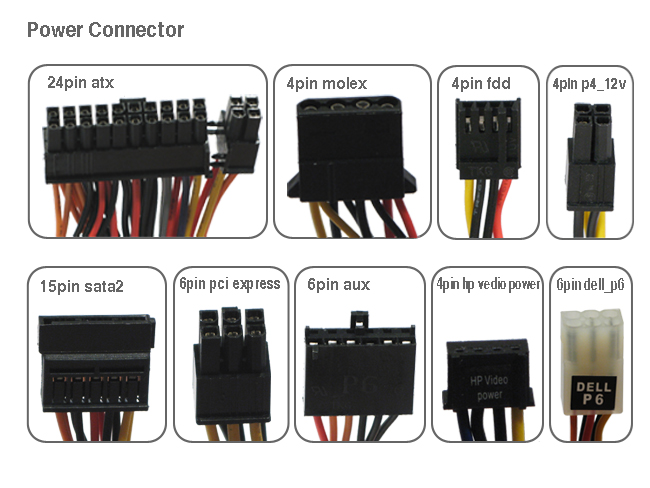 Power Connector
24pin atx
4pin molex
4pin fdd
4pin p4_12v
15pin sata2
6pin pci express
6pin aux
4pin hp vedio power
6pin dell_p6
P6
HP Video
power
DELL
P6